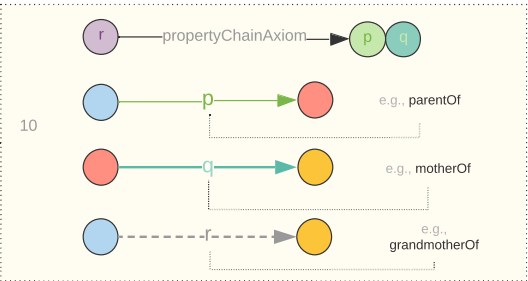 r propertyChainAxiom p q
p e.g., parentOf
10
q e.g., motherOf
r e.g.,
grandmotherOf